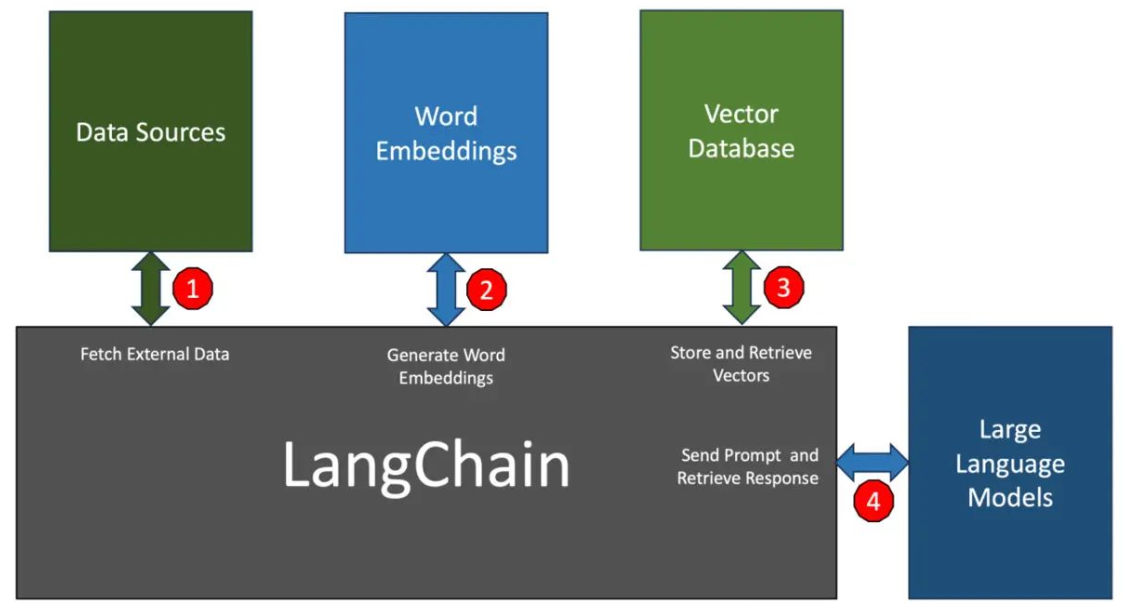 Data Sources
Word
Embeddings
Vector
Database
1
2
3
Fetch External Data
Generate Word
Embeddings
Store and Retrieve
Vectors
LangChain
Send Prompt and
Retrieve Response
4
Large
Language
Models